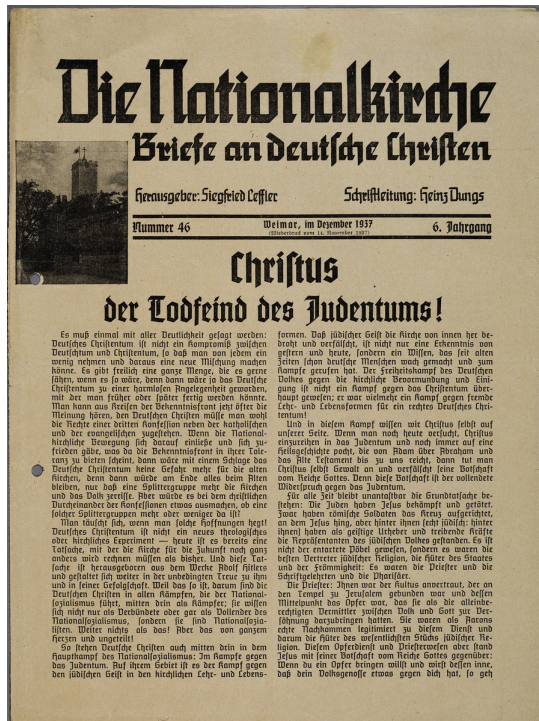 Die Nationalkirche
Briefe an deutsche Christen
Herausgeber: Siegfried Leffler
Schriftleitung: Heinz Dungs
Nummer 46
Weimar, im Dezember 1937
(Wiederdruck vom 14. November 1937)
6. Jahrgang
Christus
der Todfeind des Judentums!
Es muß einmal mit aller Deutlichkeit gesagt werden:
Deutsches Christentum ist nicht ein Kompromiß zwischen
Deutschtum und Christentum, so daß man von jedem ein
wenig nehmen und daraus eine neue Mischung machen
könne. Es gibt freilich eine ganze Menge, die es gerne
sähen, wenn es so wäre, denn dann wäre ja das Deutsche
Christentum zu einer harmlosen Angelegenheit geworden,
mit der man früher oder später fertig werden könnte.
Man kann aus Kreisen der Bekenntnisfront jetzt öfter die
Meinung hören, den Deutschen Christen müsse man wohl
die Rechte einer dritten Konfession neben der katholischen
und der evangelischen zugestehen. Wenn die National-
kirchliche Bewegung sich darauf einließe und sich zu-
frieden gäbe, was da die Bekenntnisfront in ihrer Tole-
ranz zu bieten scheint, dann wäre mit einem Schlage das
Deutsche Christentum keine Gefahr mehr für die alten
Kirchen, denn dann würde am Ende alles beim Alten
bleiben, nur daß eine Splittergruppe mehr die Kirchen
und das Volk zerrisse. Aber würde es bei dem christlichen
Durcheinander der Konfessionen etwas ausmachen, ob eine
solcher Splittergruppen mehr oder weniger da ist?
Man täuscht sich, wenn man solche Hoffnungen hegt!
Deutsches Christentum ist nicht ein neues theologisches
oder kirchliches Experiment — heute ist es bereits eine
Tatsache, mit der die Kirche für die Zukunft noch ganz
anders wird rechnen müssen als bisher. Und diese Tat-
sache ist herausgeboren aus dem Werke Adolf Hitlers
und gestaltet sich weiter in der unbedingten Treue zu ihm
und in seiner Gefolgschaft. Weil das so ist, darum sind die
Deutschen Christen in allen Kämpfen, die der National-
sozialismus führt, mitten drin als Kämpfer; sie wissen
sich nicht nur als Verbündete oder gar als Vollender des
Nationalsozialismus, sondern sie sind Nationalsozia-
listen. Weiter nichts als das! Aber das von ganzem
Herzen und ungeteilt!
So stehen Deutsche Christen auch mitten drin in dem
Hauptkampf des Nationalsozialismus: Im Kampfe gegen
das Judentum. Auf ihrem Gebiet ist es der Kampf gegen
den jüdischen Geist in den kirchlichen Lehr- und Lebens-
formen. Daß jüdischer Geist die Kirche von innen her be-
droht und verfälscht, ist nicht nur eine Erkenntnis von
gestern und heute, sondern ein Wissen, das seit alten
Zeiten schon deutsche Menschen wach gemacht und zum
Kampfe gerufen hat. Der Freiheitskampf des Deutschen
Volkes gegen die kirchliche Bevormundung und Eini-
gung ist nicht ein Kampf gegen das Christentum über-
haupt gewesen; er war vielmehr ein Kampf gegen fremde
Lehr- und Lebensformen für ein rechtes Deutsches Chri-
stentum!
Und in diesem Kampf wissen wir Christus selbst auf
unserer Seite. Wenn man noch heute versucht, Christus
einzureihen in das Judentum und noch immer auf eine
Heilsgeschichte pocht, die von Adam über Abraham und
das Alte Testament bis zu uns reicht, dann tut man
Christus selbst Gewalt an und verfälscht seine Botschaft
vom Reiche Gottes. Denn diese Botschaft ist der vollendete
Widerspruch gegen das Judentum.
Für alle Zeit bleibt unantastbar die Grundtatsache be-
stehen: Die Juden haben Jesus bekämpft und getötet.
Zwar haben römische Soldaten das Kreuz aufgerichtet,
an dem Jesus hing, aber hinter ihnen (echt jüdisch: hinter
ihnen) haben als geistige Urheber und treibende Kräfte
die Repräsentanten des jüdischen Volkes gestanden. Es ist
nicht der entartete Pöbel gewesen, sondern es waren die
besten Vertreter jüdischer Religion, die Hüter des Staates
und der Frömmigkeit: Es waren die Priester und die
Schriftgelehrten und die Pharisäer.
Die Priester: Ihnen war der Kultus anvertraut, der an
den Tempel zu Jerusalem gebunden war und dessen
Mittelpunkt das Opfer war, das sie als die alleinbe-
rechtigten Vermittler zwischen Volk und Gott zur Ver-
söhnung darzubringen hatten. Sie waren als Aarons
echte Nachkommen legitimiert zu diesem Dienst und
darum die Hüter des wesentlichsten Stücks jüdischer Re-
ligion. Diesem Opferdienst und Priesterwesen aber stand
Jesus mit seiner Botschaft vom Reiche Gottes gegenüber:
Wenn du ein Opfer bringen willst und wirst dessen inne,
daß dein Volksgenosse etwas gegen dich hat, so geh